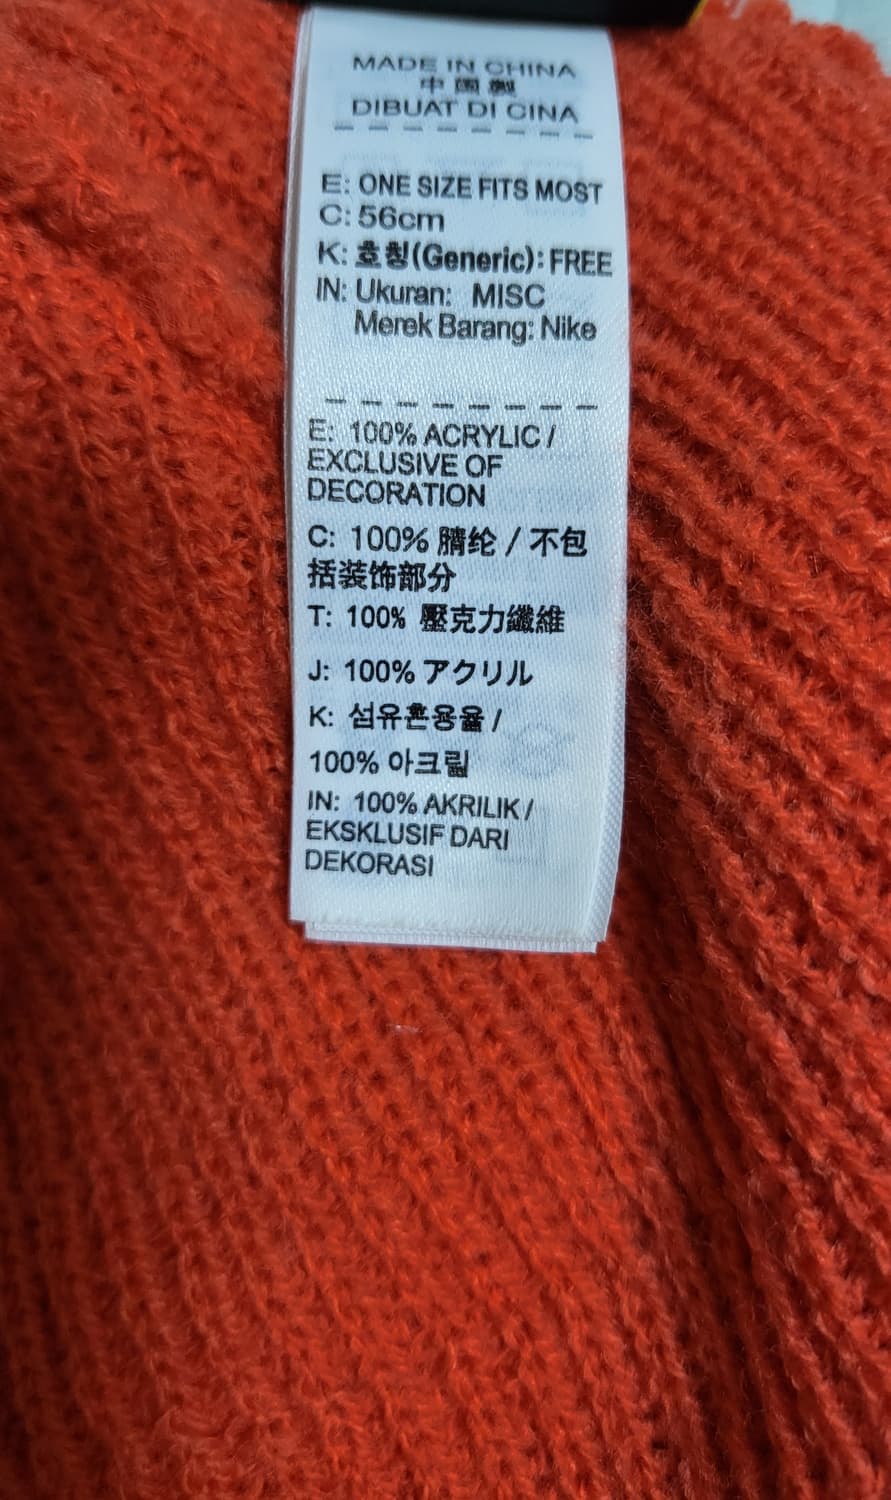 MADE IN CHINA
中国製
DIBUAT DI CINA
E: ONE SIZE FITS MOST
C: 56cm
K: 호칭(Generic): FREE
IN: Ukuran: MISC
Merek Barang: Nike
E: 100% ACRYLIC /
EXCLUSIVE OF
DECORATION
C: 100% 腈纶 / 不包
括装饰部分
T: 100% 壓克力纖維
J: 100% アクリル
K: 섬유혼용율 /
100% 아크릴
IN: 100% AKRILIK /
EKSKLUSIF DARI
DEKORASI